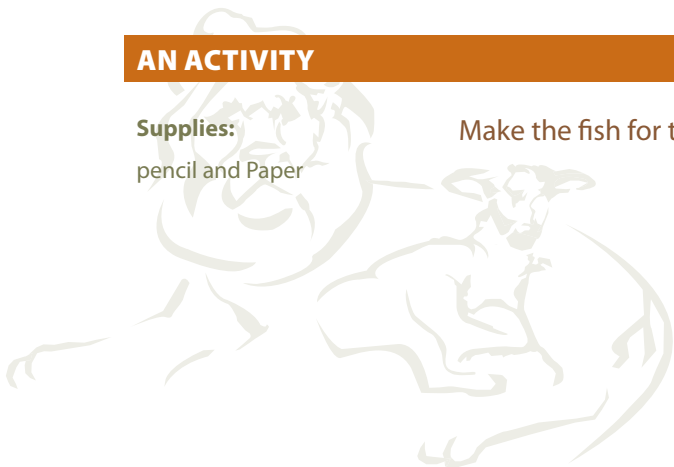 AN ACTIVITY
Supplies:
Make the fish for
pencil and Paper